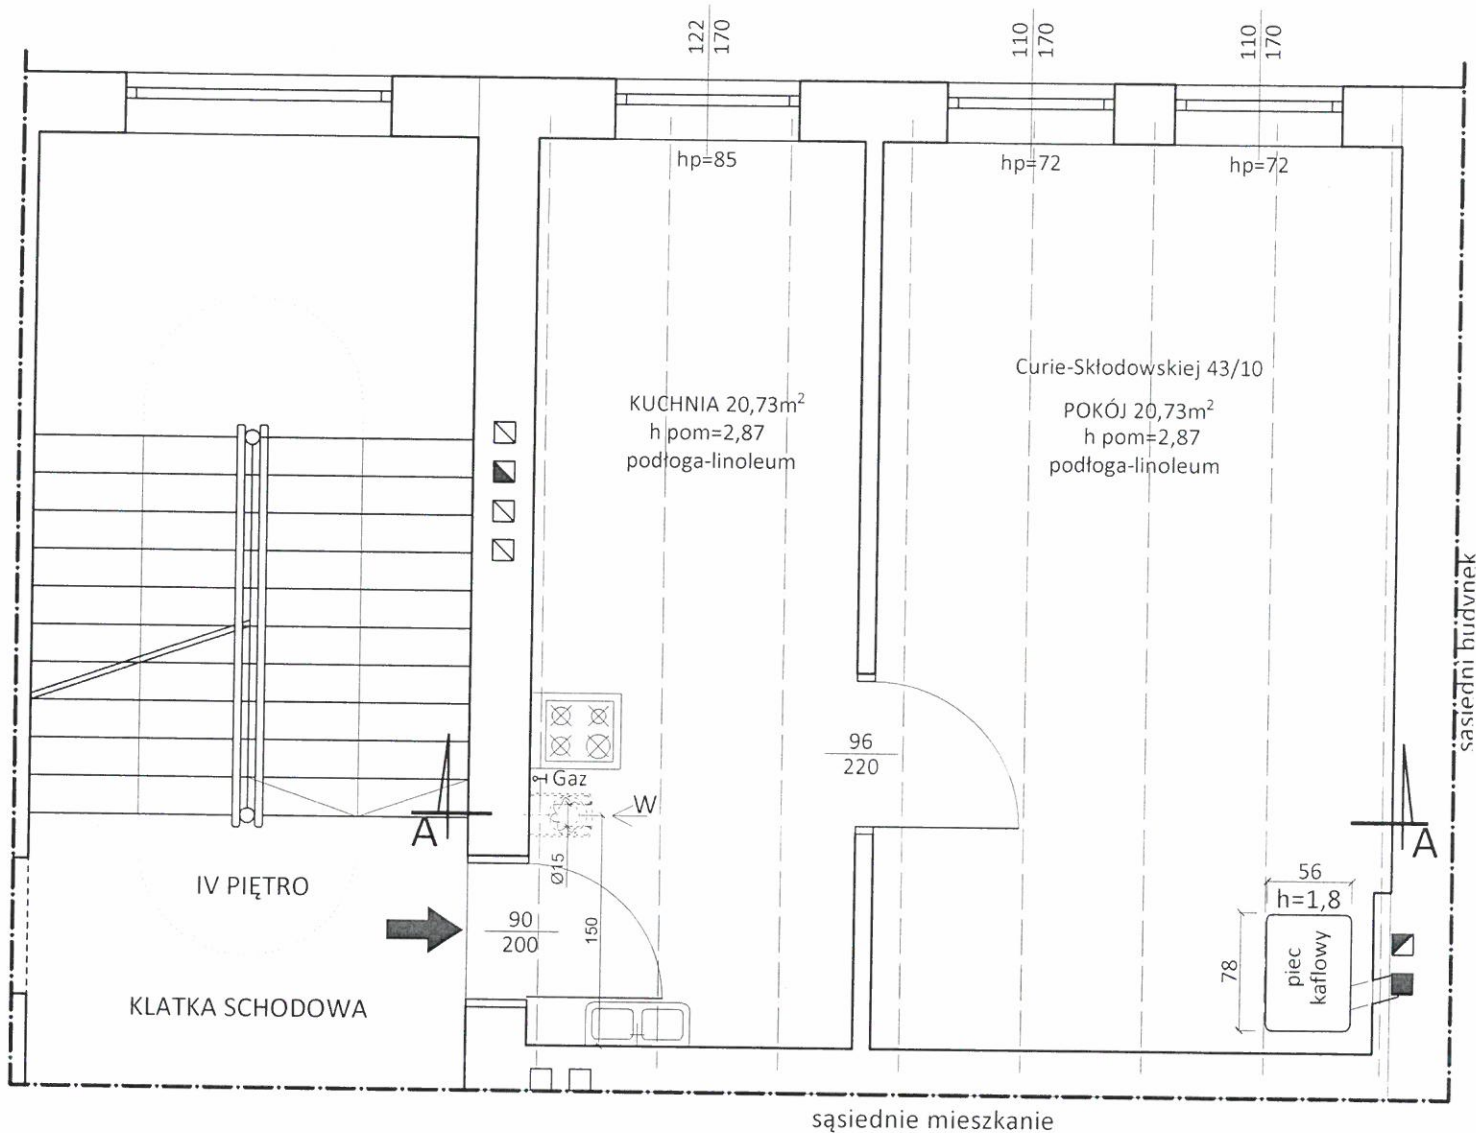 122
170
110
170
110
170
hp=85
hp=72
hp=72
Curie-Skłodowskiej 43/10
KUCHNIA 20,73m²
h pom=2,87
podłoga-linoleum
POKÓJ 20,73m²
h pom=2,87
podłoga-linoleum
sąsiedni budynek
96
220
Gaz
W
A
A
Ø15
150
IV PIĘTRO
90
200
56
h=1,8
78
piec
kaflowy
KLATKA SCHODOWA
sąsiednie mieszkanie